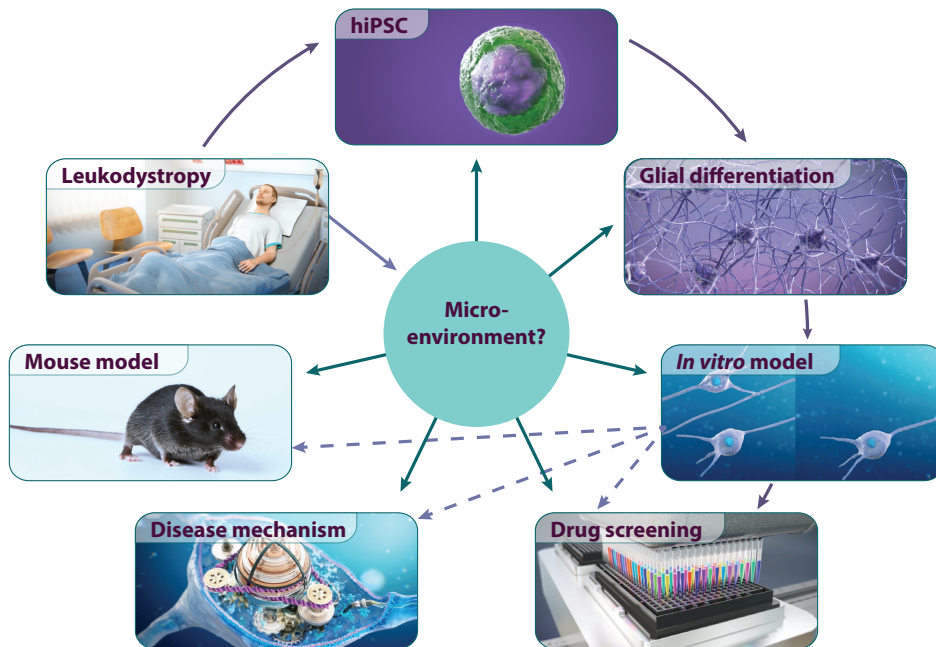 hiPSC
Leukodystropy
Glial differentiation
Micro-
environment?
Mouse model
In vitro model
Disease mechanism
Drug screening